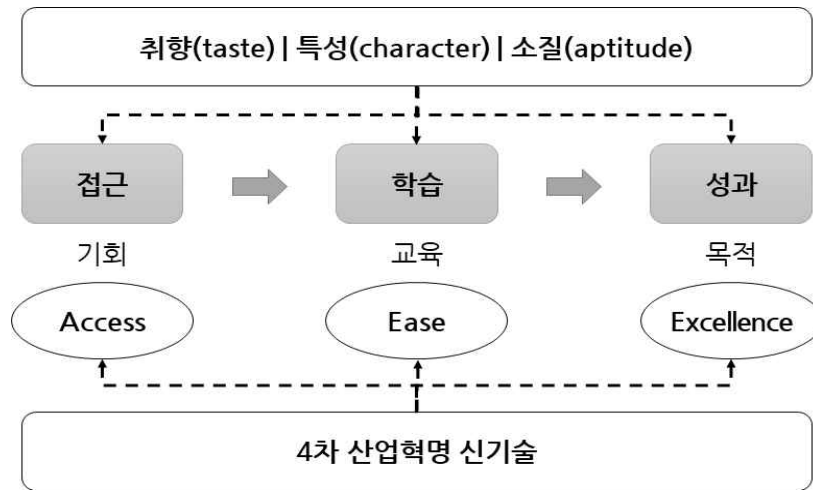 취향(taste) | 특성(character) | 소질(aptitude)
접근 학습 성과
기회 교육 목적
Access Ease Excellence
4차 산업혁명 신기술